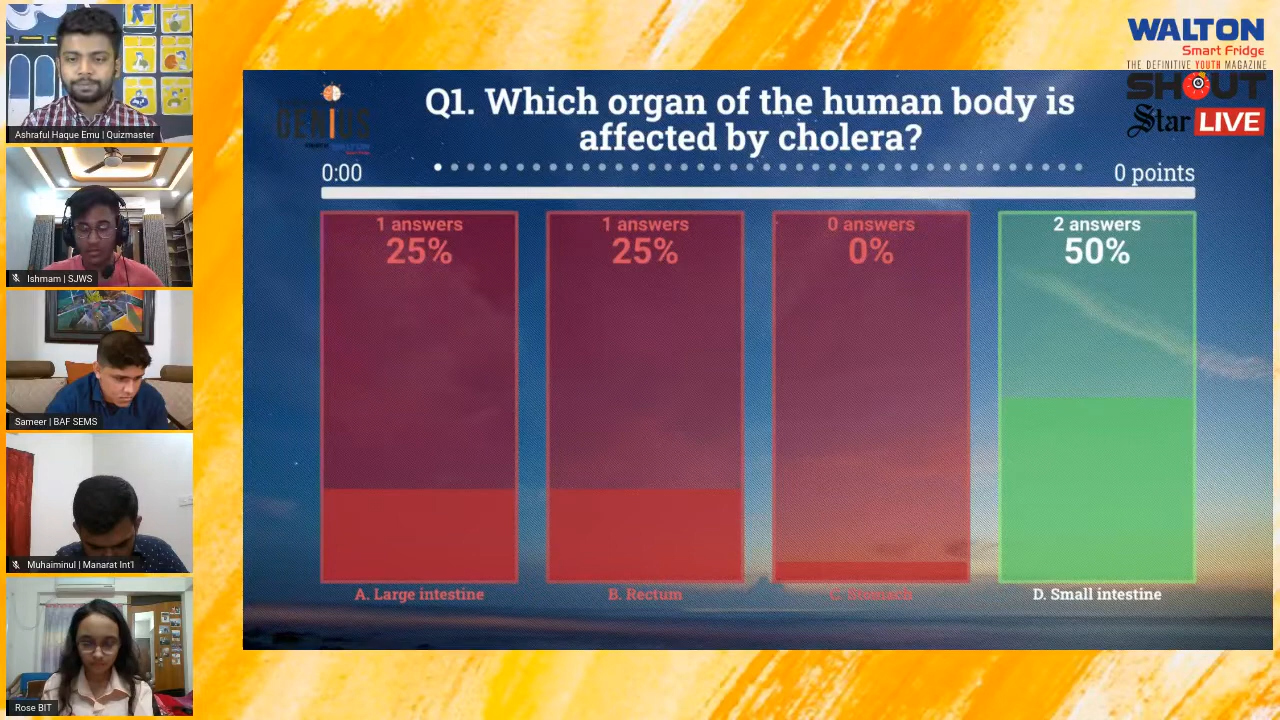 Ashraful Haque Emu | Quizmaster
Ishmam | SJWS
Sameer | BAF SEMS
Muhaiminul | Manarat Int'l
Rose BIT
WALTON
Smart Fridge
THE DEFINITIVE YOUTH MAGAZINE
SHOUT
Star LIVE
GENIUS
Q1. Which organ of the human body is
affected by cholera?
0:00
0 points
1 answers
25%
1 answers
25%
0 answers
0%
2 answers
50%
A. Large intestine
B. Rectum
C. Stomach
D. Small intestine